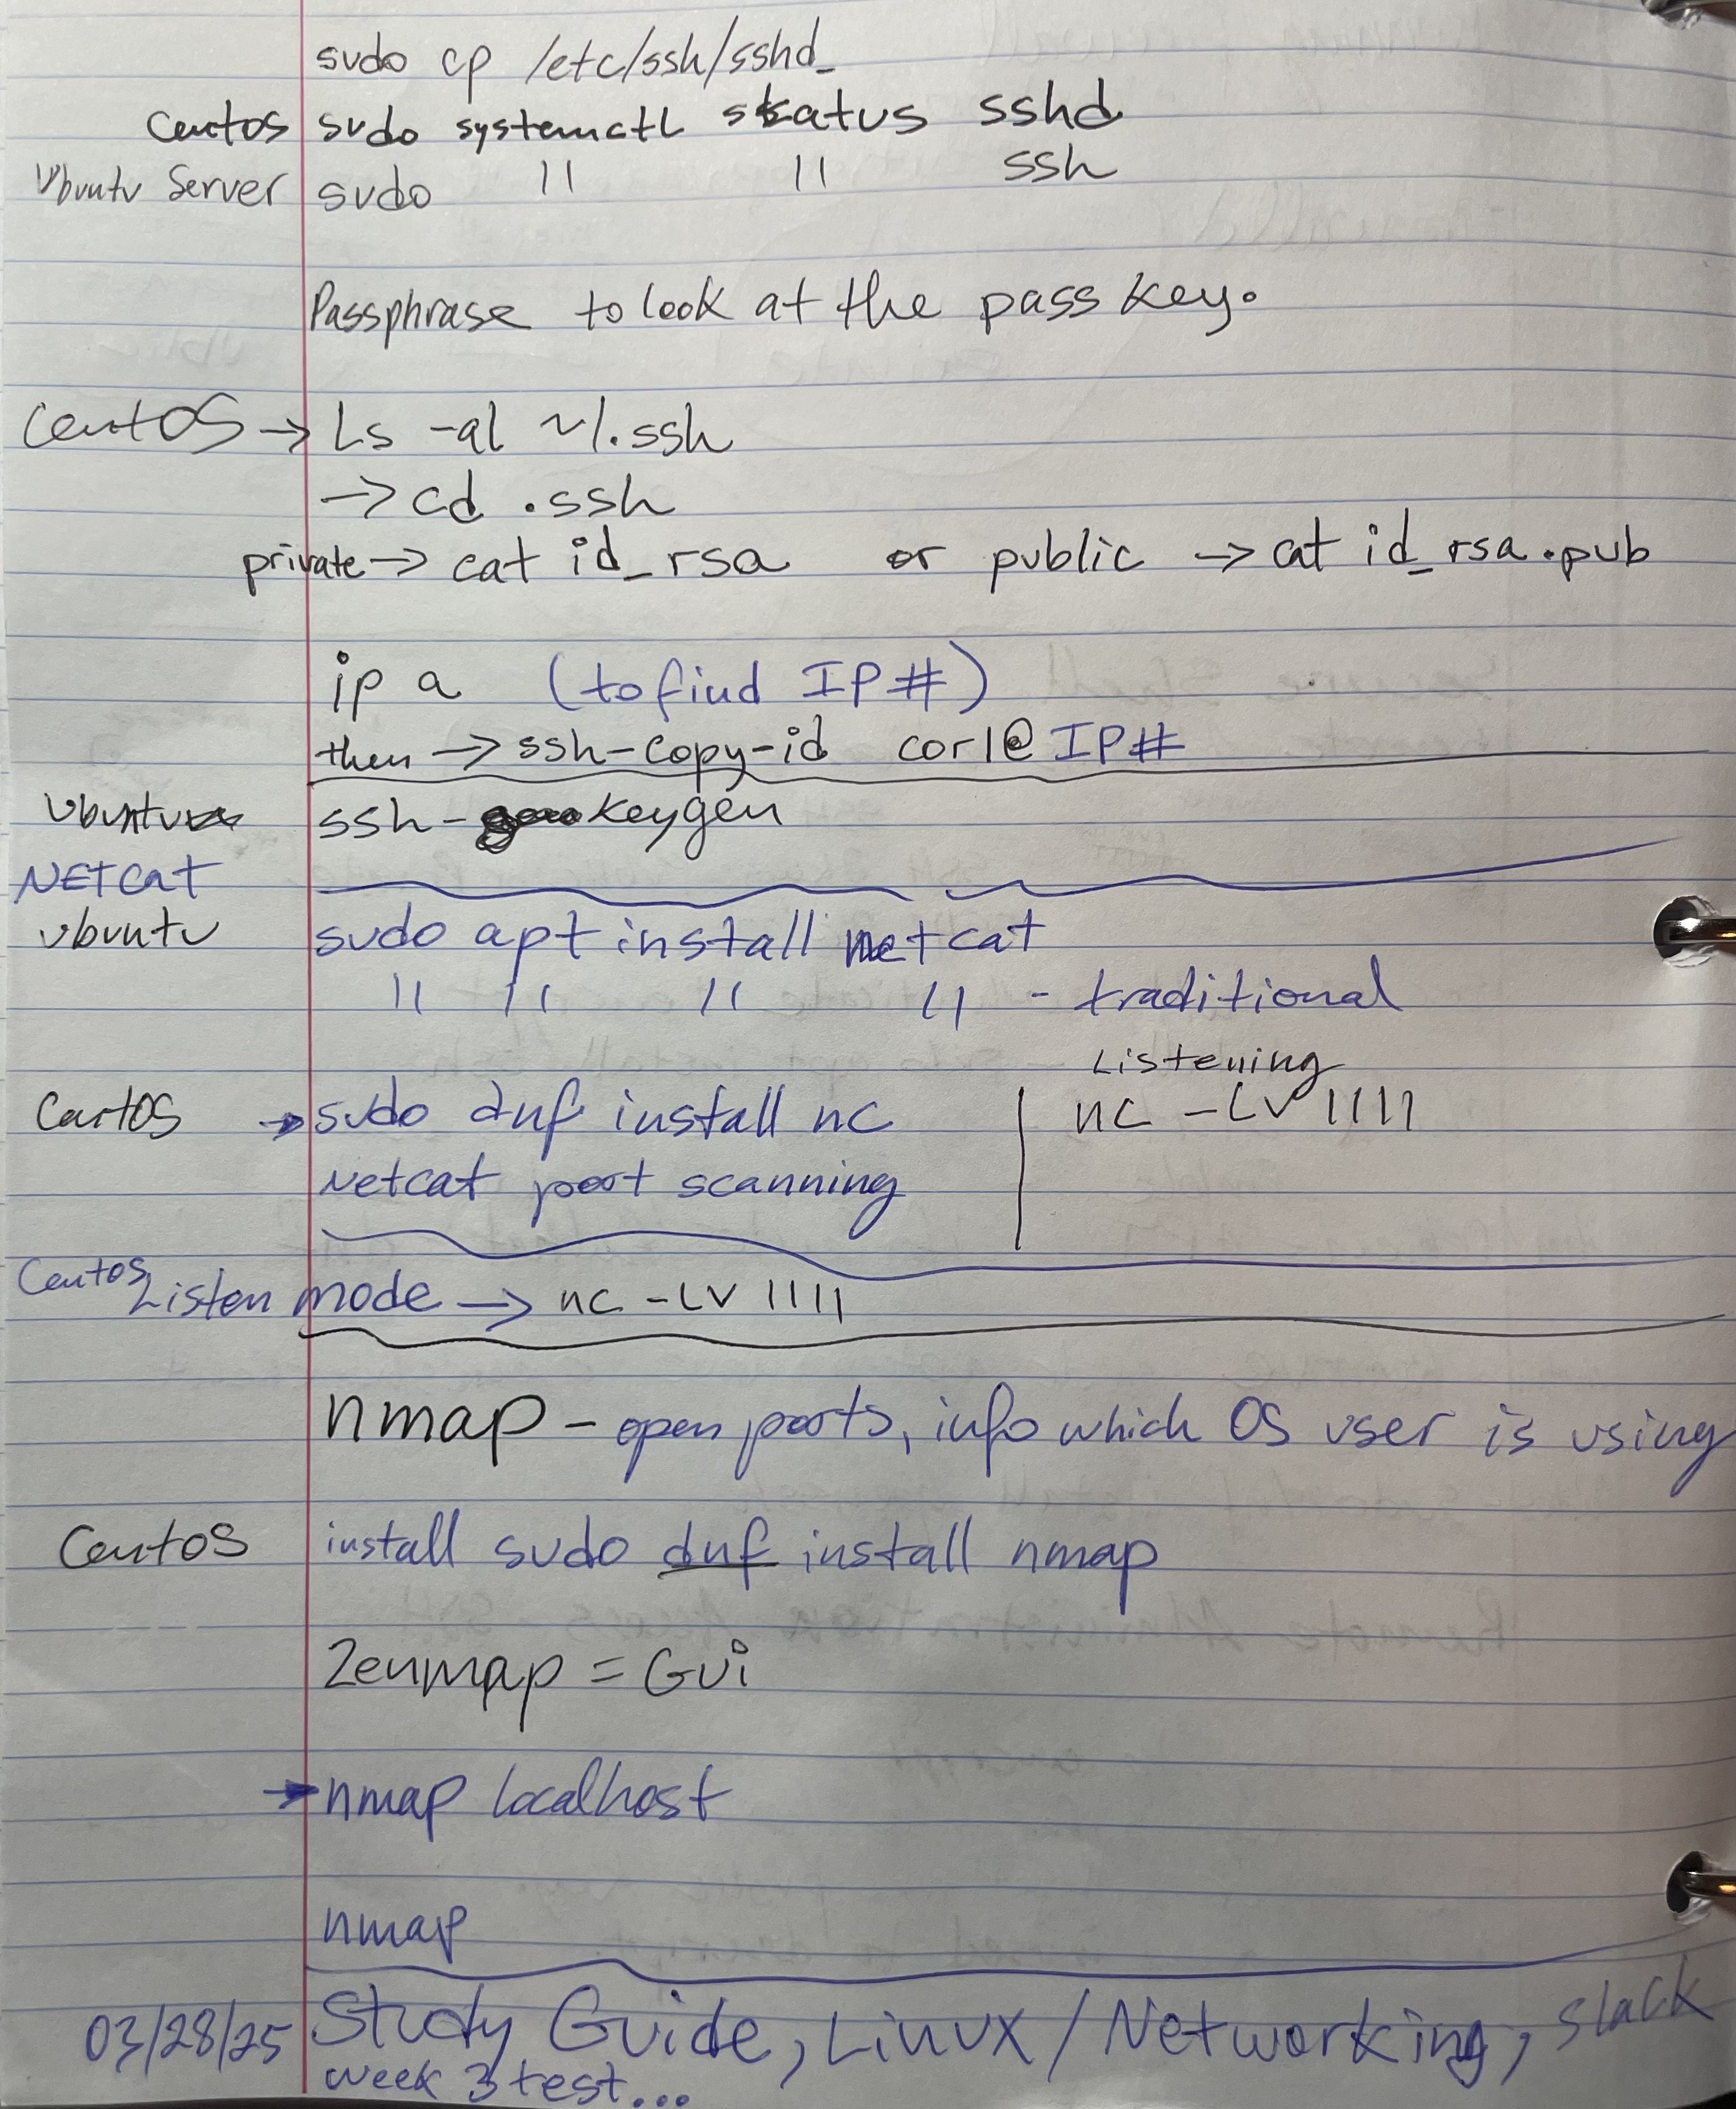 sudo cp /etc/ssh/sshd_
Centos sudo systemctl status sshd
Ubuntu Server sudo " " ssh
Passphrase to look at the pass key.
CentOS → Ls -al ~/.ssh
→ cd .ssh
private → cat id_rsa or public → cat id_rsa.pub
ip a (to find IP#)
then → ssh-copy-id corl@IP#
Ubuntu ssh-keygen
NETcat
Ubuntu sudo apt install netcat
" " " " - traditional
Listening
CentOS → sudo dnf install nc | nc -LV 1111
Netcat port scanning
Centos
Listen mode → nc -LV 1111
nmap - open ports, info which OS user is using
CentOS install sudo dnf install nmap
Zenmap = Gui
→ nmap localhost
nmap
03/28/25 Study Guide, Linux / Networking, slack
week 3 test...